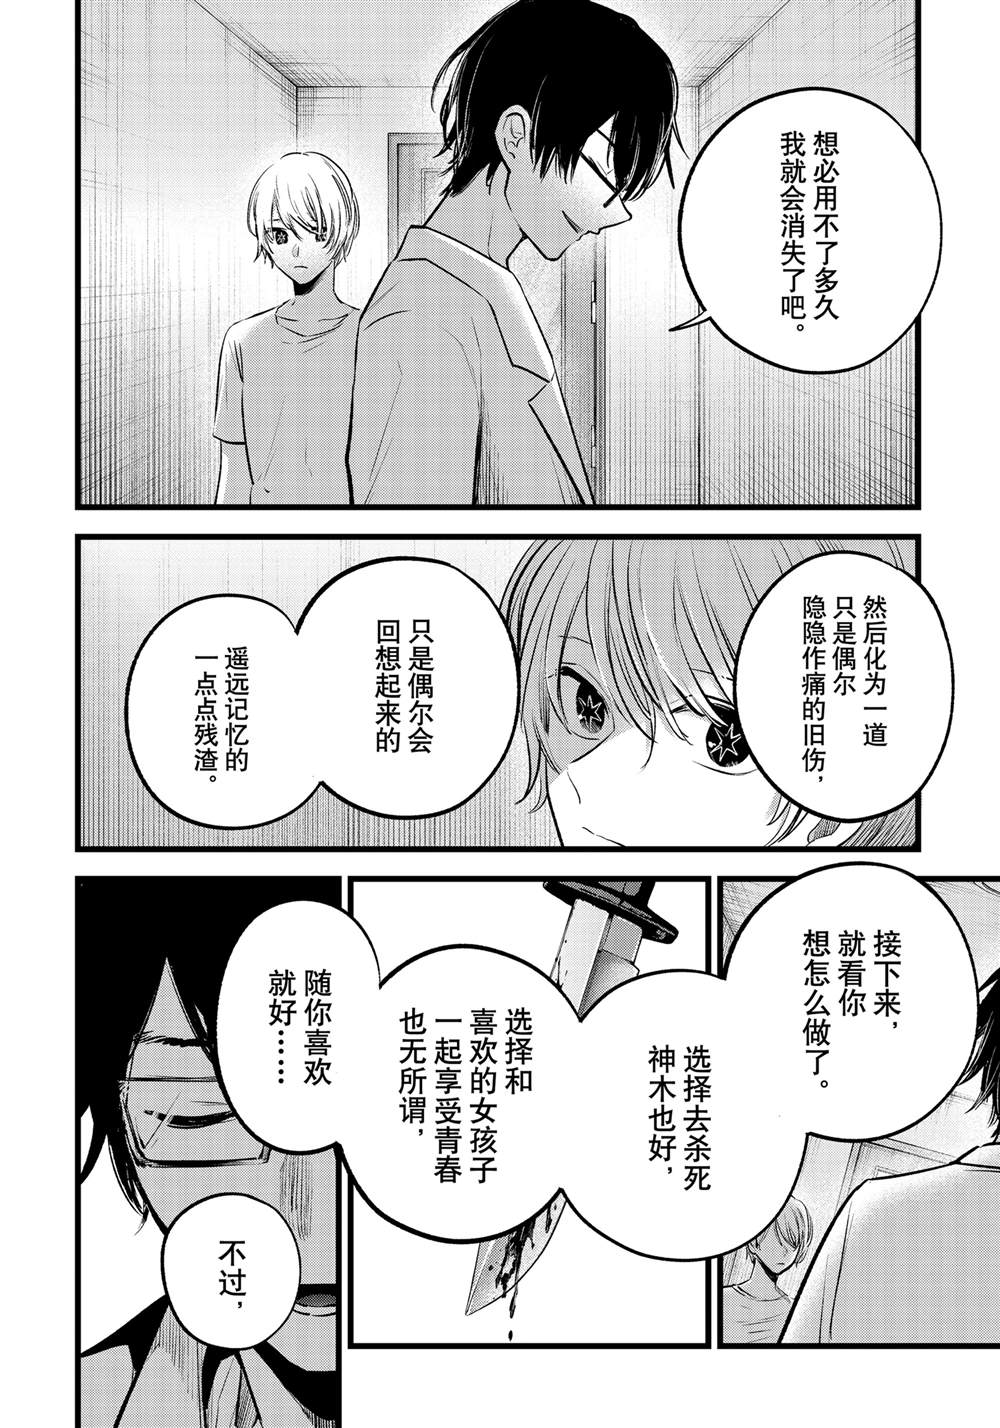 想必用不了多久
我就会消失了吧。
然后化为一道
只是偶尔
隐隐作痛的旧伤，
只是偶尔会
回想起来的
遥远记忆的
一点点残渣。
接下来，
就看你
想怎么做了。
选择去杀死
神木也好，
选择和
喜欢的女孩子
一起享受青春
也无所谓，
随你喜欢
就好……
不过，